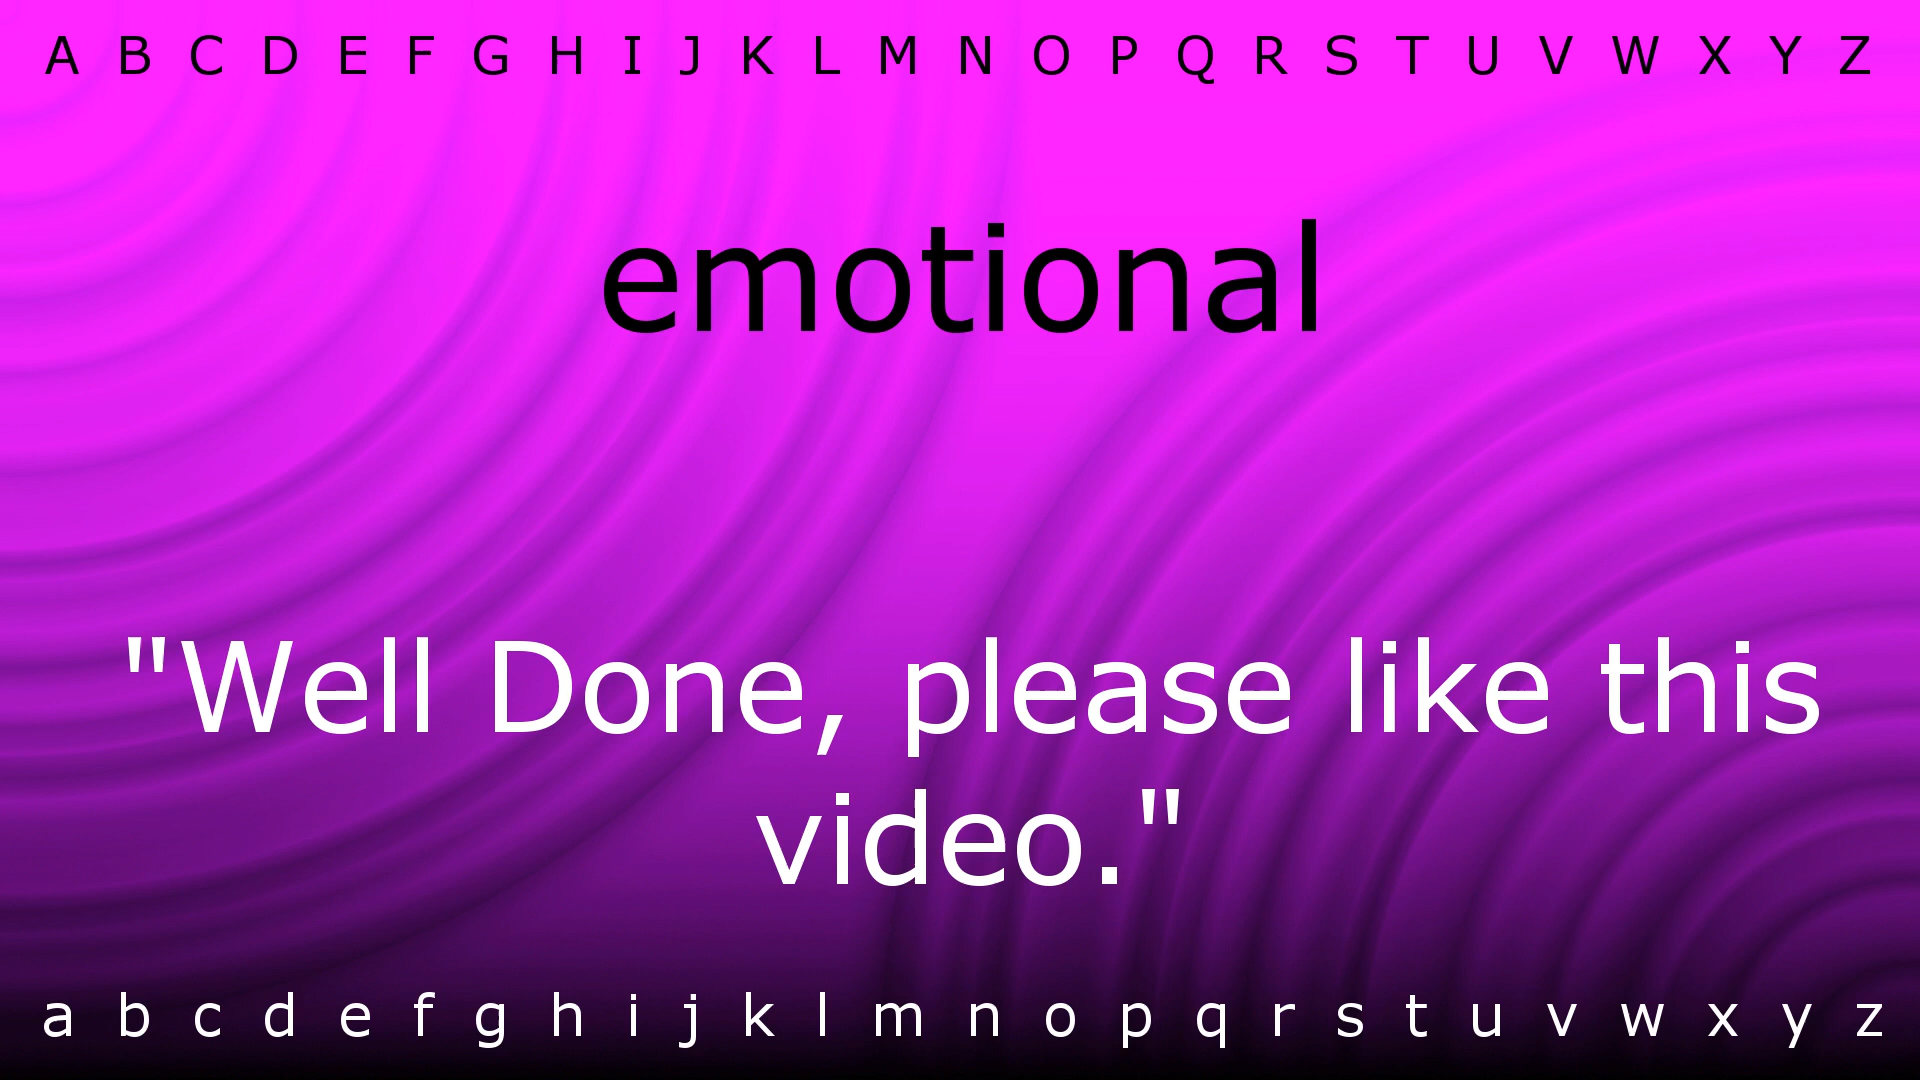 A B C D E F G H I J K L M N O P Q R S T U V W X Y Z
emotional
"Well Done, please like this
video."
a b c d e f g h i j k l m n o p q r s t u v w x y z